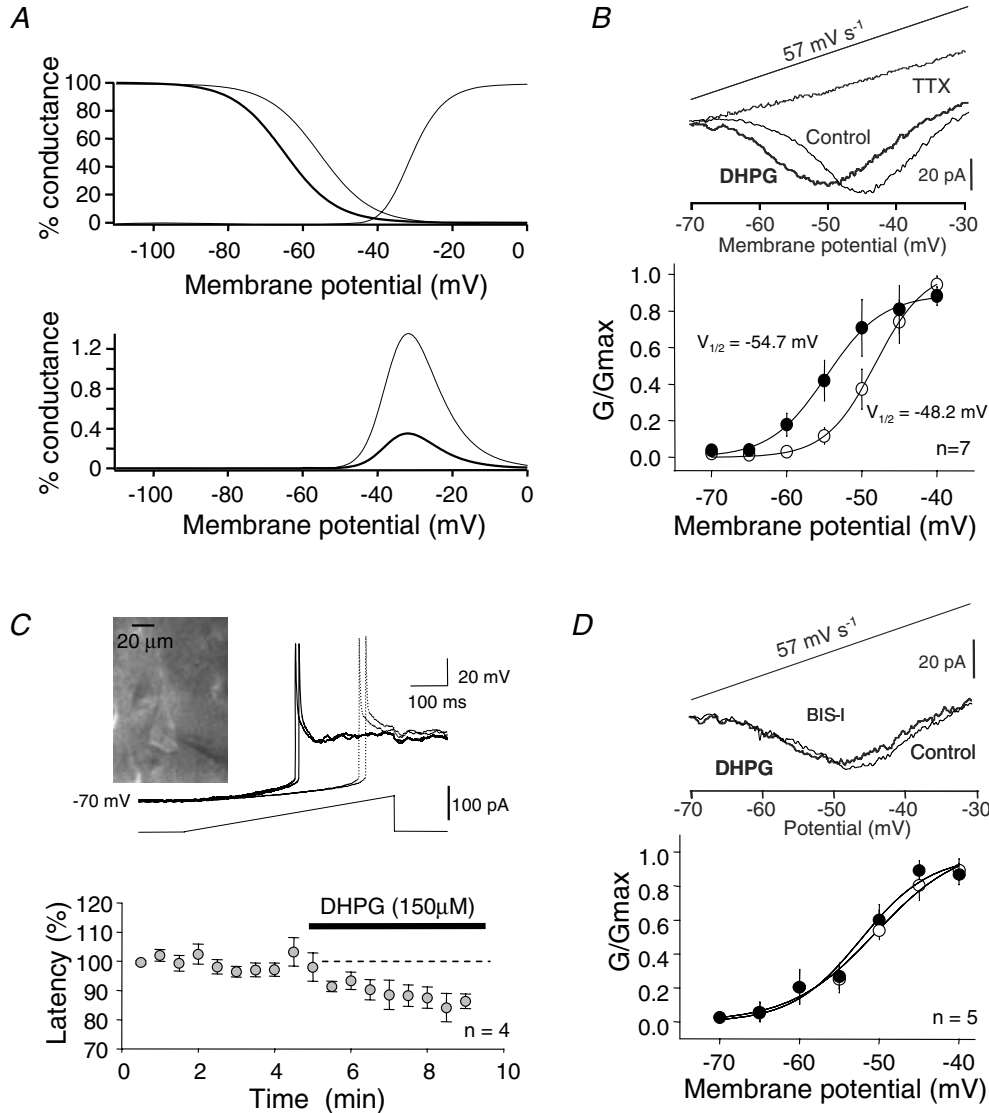 A
% conductance
100
80
60
40
20
0
-100 -80 -60 -40 -20 0
Membrane potential (mV)
% conductance
1.2
0.8
0.4
0
-100 -80 -60 -40 -20 0
Membrane potential (mV)
B
57 mV s-1
TTX
Control
DHPG
20 pA
-70 -60 -50 -40 -30
Membrane potential (mV)
G/Gmax
1.0
0.8
0.6
0.4
0.2
0.0
V1/2 = -54.7 mV
V1/2 = -48.2 mV
n=7
-70 -60 -50 -40
Membrane potential (mV)
C
20 µm
20 mV
100 ms
-70 mV
100 pA
Latency (%)
120
110
100
90
80
70
DHPG (150µM)
n = 4
0 2 4 6 8 10
Time (min)
D
57 mV s-1
20 pA
BIS-I
DHPG
Control
-70 -60 -50 -40 -30
Potential (mV)
G/Gmax
1.0
0.8
0.6
0.4
0.2
0.0
n = 5
-70 -60 -50 -40
Membrane potential (mV)